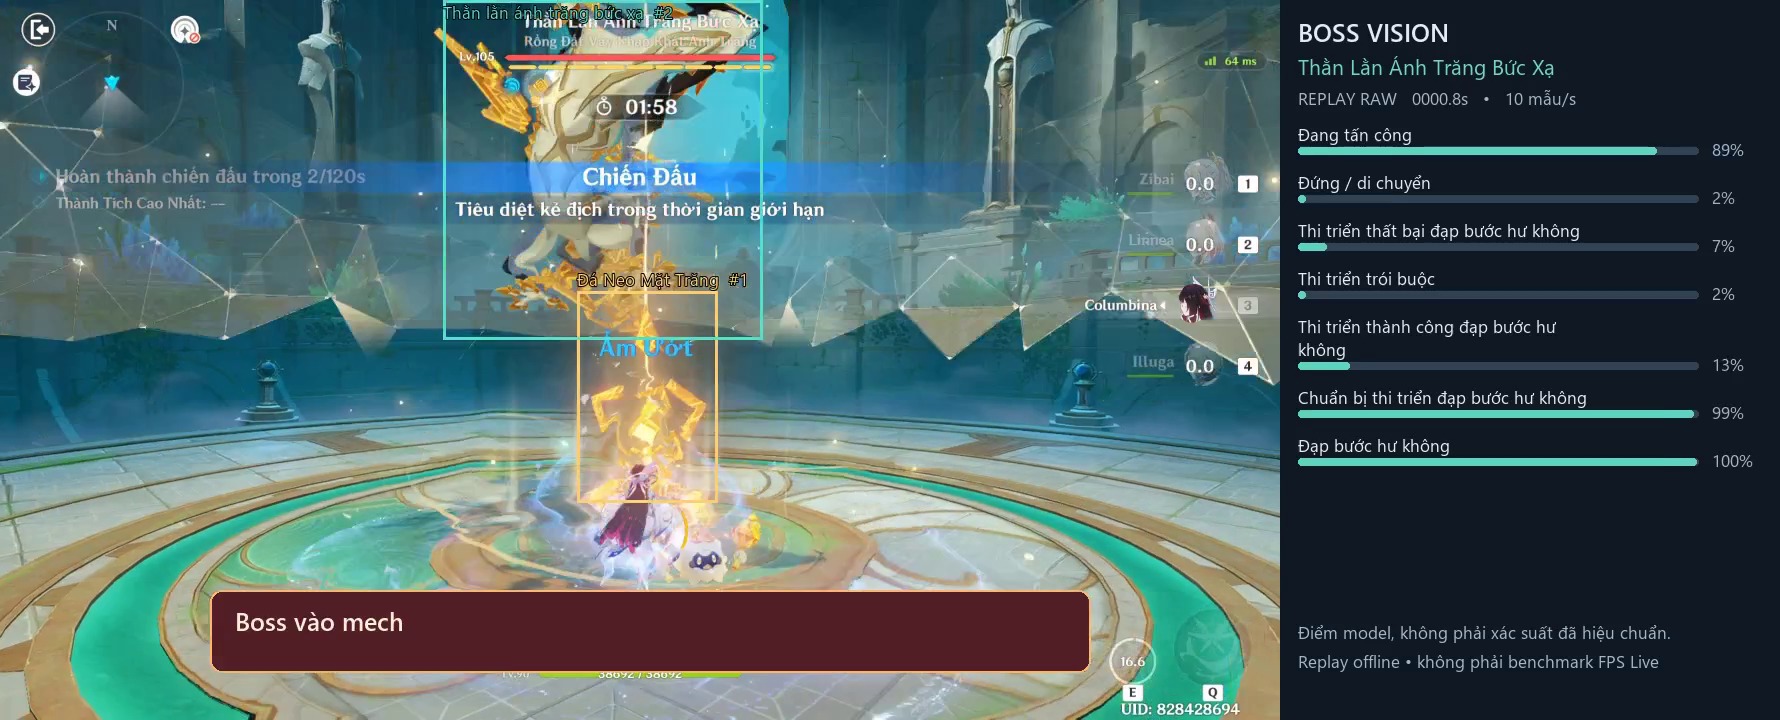 N
Thằn lằn ánh trăng bức xạ #2
Thằn Lằn Ánh Trăng Bức Xạ
Lv.105
64 ms
01:58
Hoàn thành chiến đấu trong 2/120s
Thành Tích Cao Nhất: —
Chiến Đấu
Tiêu diệt kẻ địch trong thời gian giới hạn
Zibai 0.0 1
Linnea 0.0 2
Columbina 3
Illuga 0.0 4
Đá Neo Mặt Trăng #1
Ẩm Ướt
Boss vào mech
Lv.90
38692 / 38692
16.6
E
Q
UID: 828428694
BOSS VISION
Thằn Lằn Ánh Trăng Bức Xạ
REPLAY RAW 0000.8s • 10 mẫu/s
Đang tấn công
89%
Đứng / di chuyển
2%
Thi triển thất bại đạp bước hư không
7%
Thi triển trói buộc
2%
Thi triển thành công đạp bước hư
không
13%
Chuẩn bị thi triển đạp bước hư không
99%
Đạp bước hư không
100%
Điểm model, không phải xác suất đã hiệu chuẩn.
Replay offline • không phải benchmark FPS Live